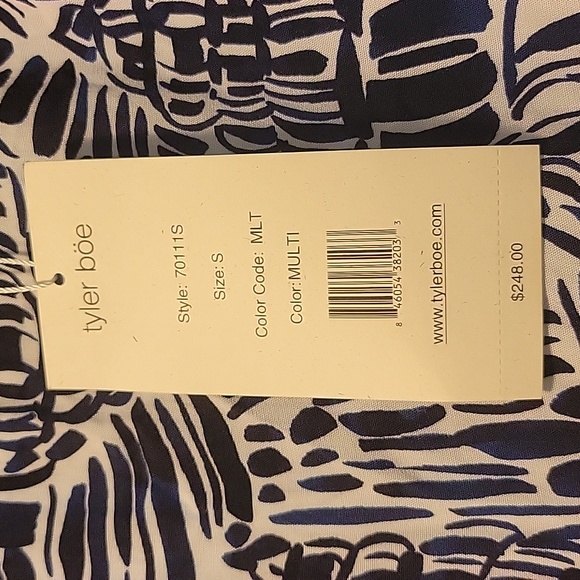 tyler böe
Style: 70111S
Size: S
Color Code: MLT
Color: MULTI
8 46054 38203 3
www.tylerboe.com
$248.00